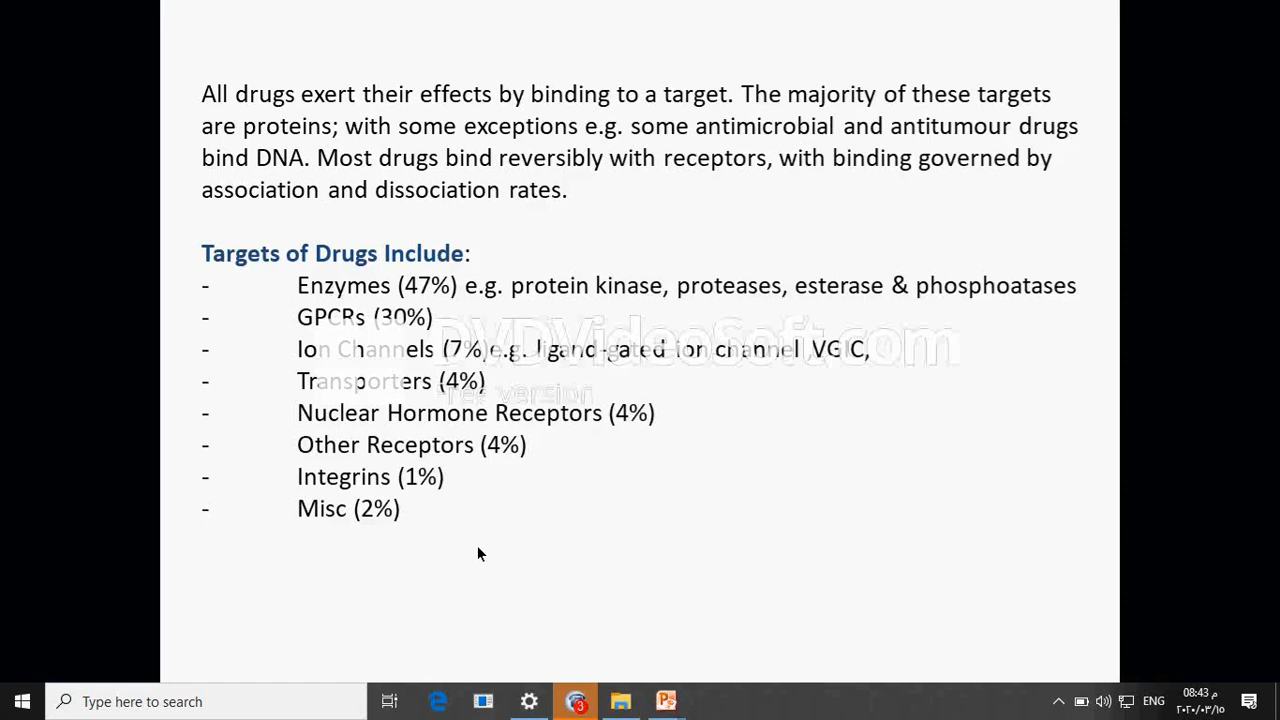 All drugs exert their effects by binding to a target. The majority of these targets
are proteins; with some exceptions e.g. some antimicrobial and antitumour drugs
bind DNA. Most drugs bind reversibly with receptors, with binding governed by
association and dissociation rates.
Targets of Drugs Include:
- Enzymes (47%) e.g. protein kinase, proteases, esterase & phosphoatases
- GPCRs (30%)
- Ion Channels (7%)e.g. ligand-gated ion channel ,VGIC,
- Transporters (4%)
- Nuclear Hormone Receptors (4%)
- Other Receptors (4%)
- Integrins (1%)
- Misc (2%)
DVDVideoSoft.com
Free version
Type here to search
3
ENG
08:43 م
٢٠٢٠/٠٣/١٥